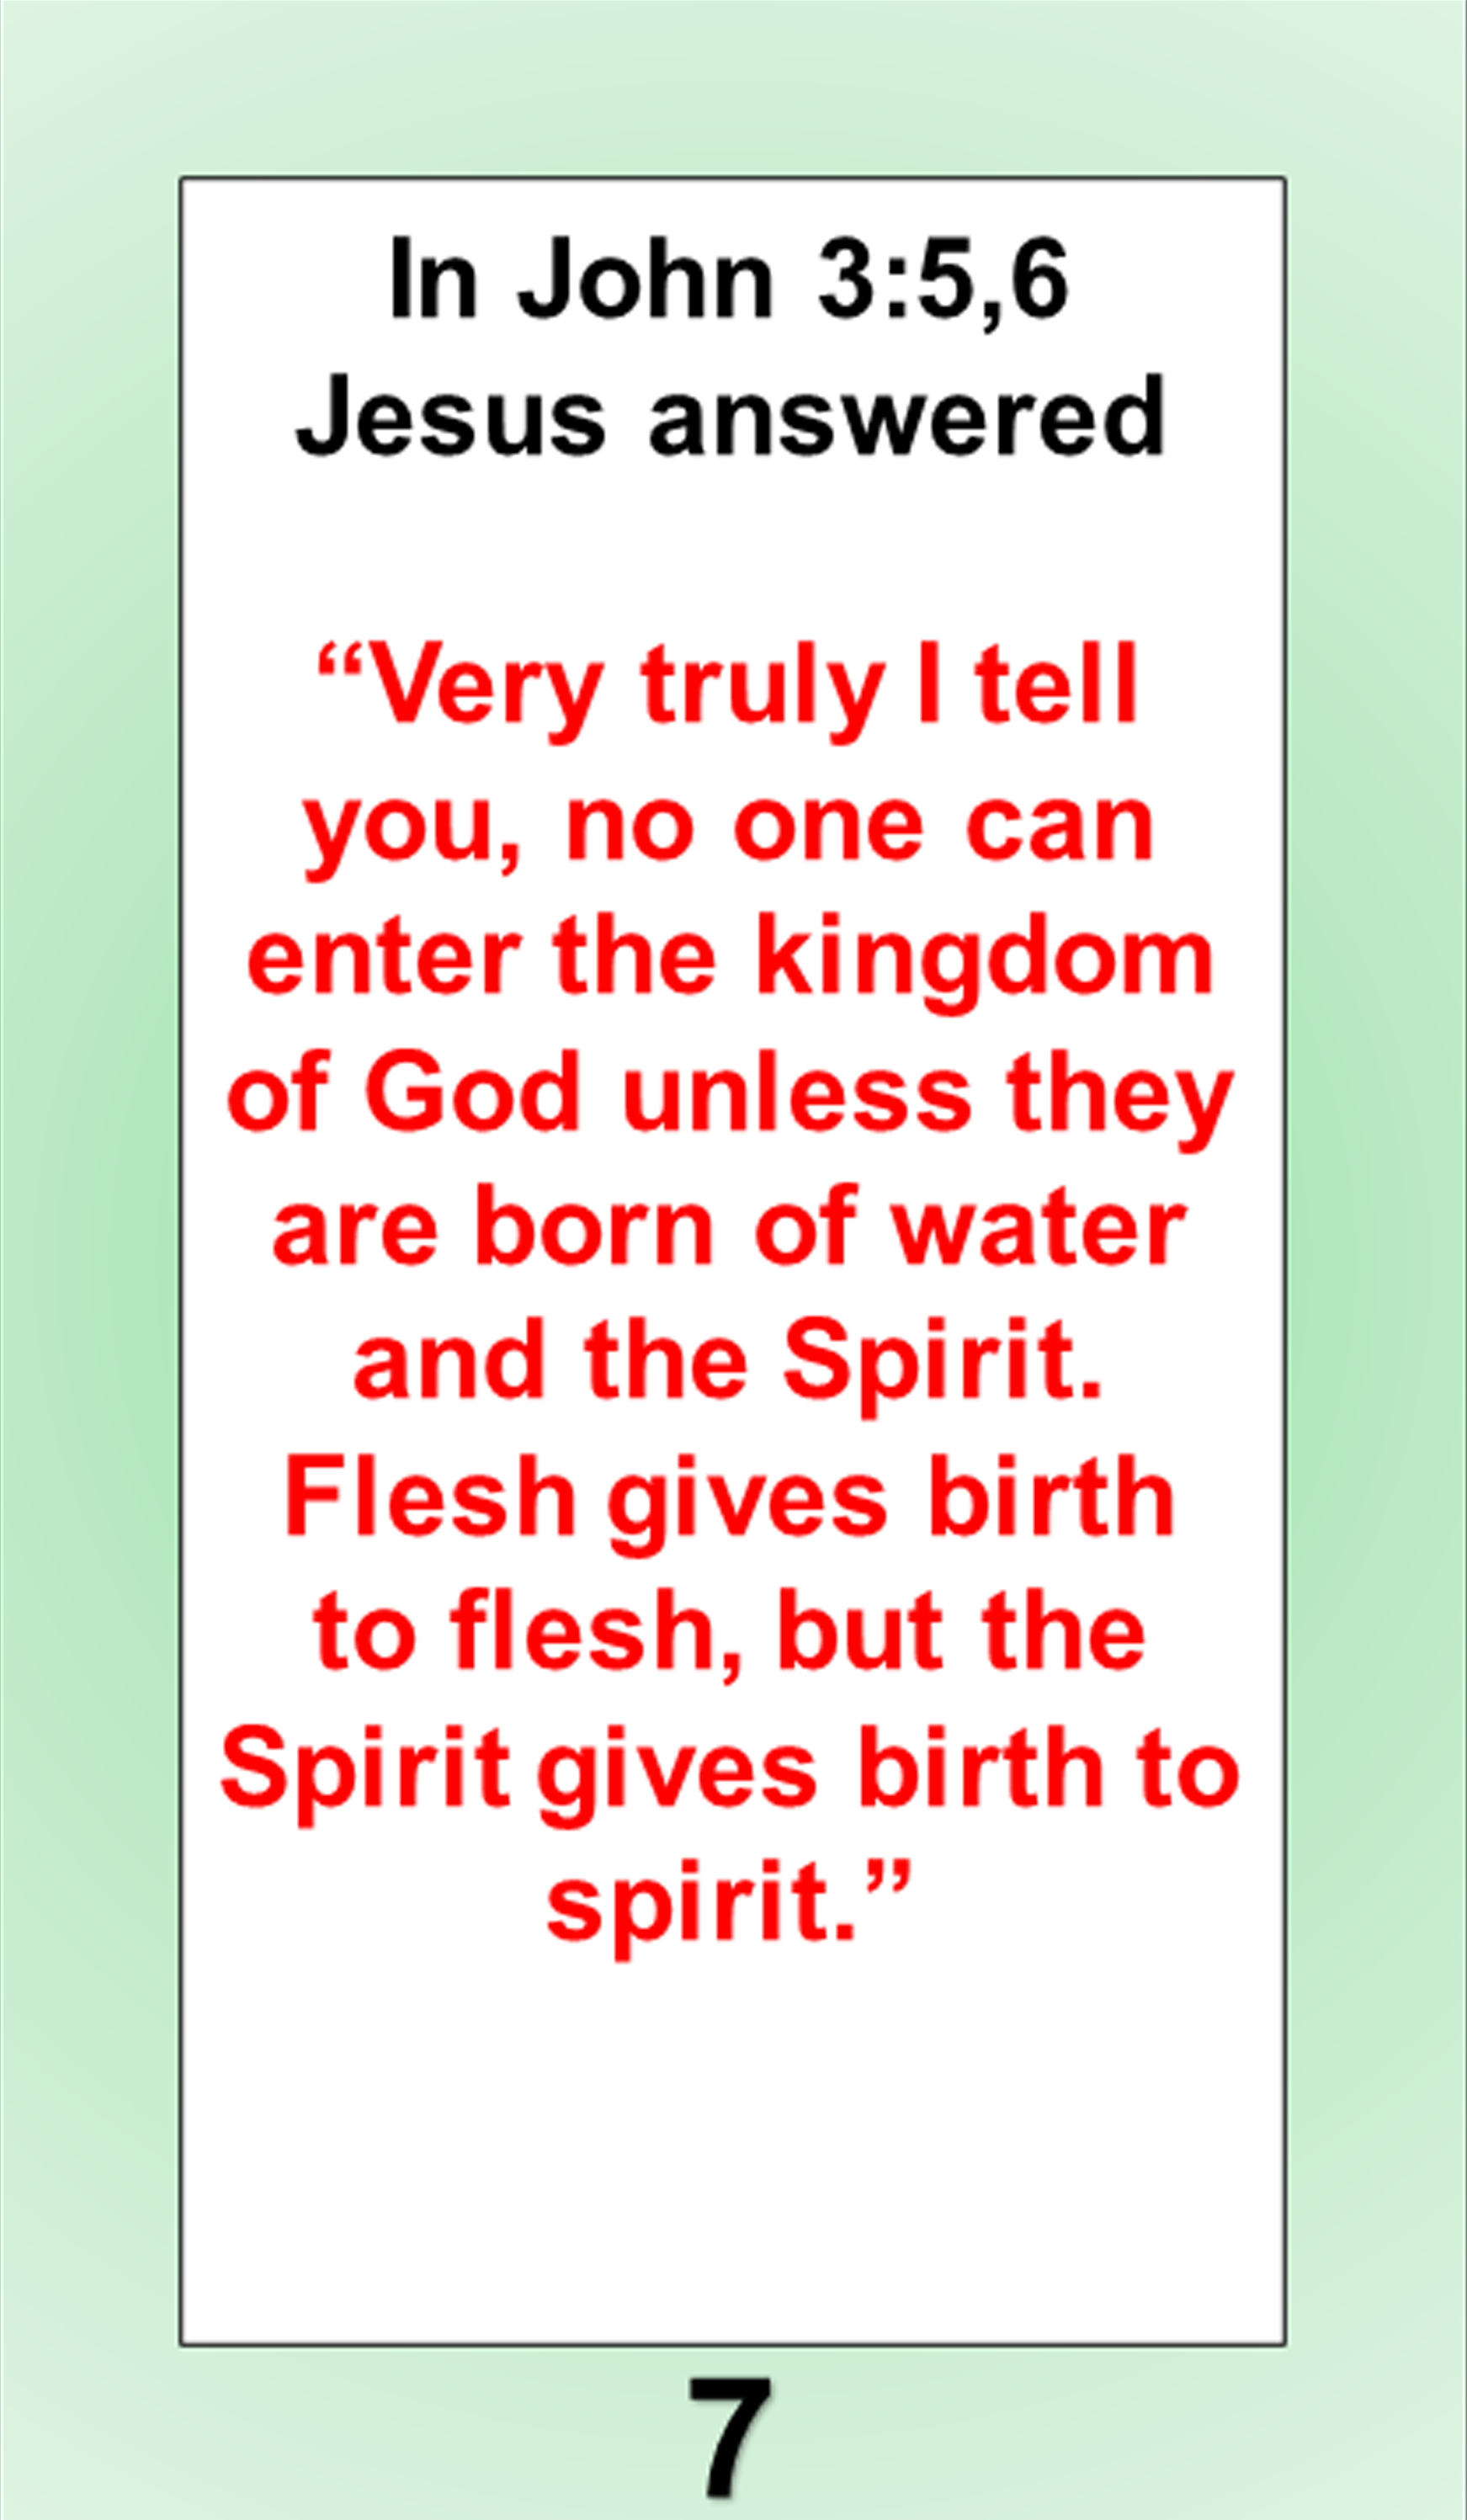 In John 3:5,6
Jesus answered
“Very truly I tell
you, no one can
enter the kingdom
of God unless they
are born of water
and the Spirit.
Flesh gives birth
to flesh, but the
Spirit gives birth to
spirit.”
7